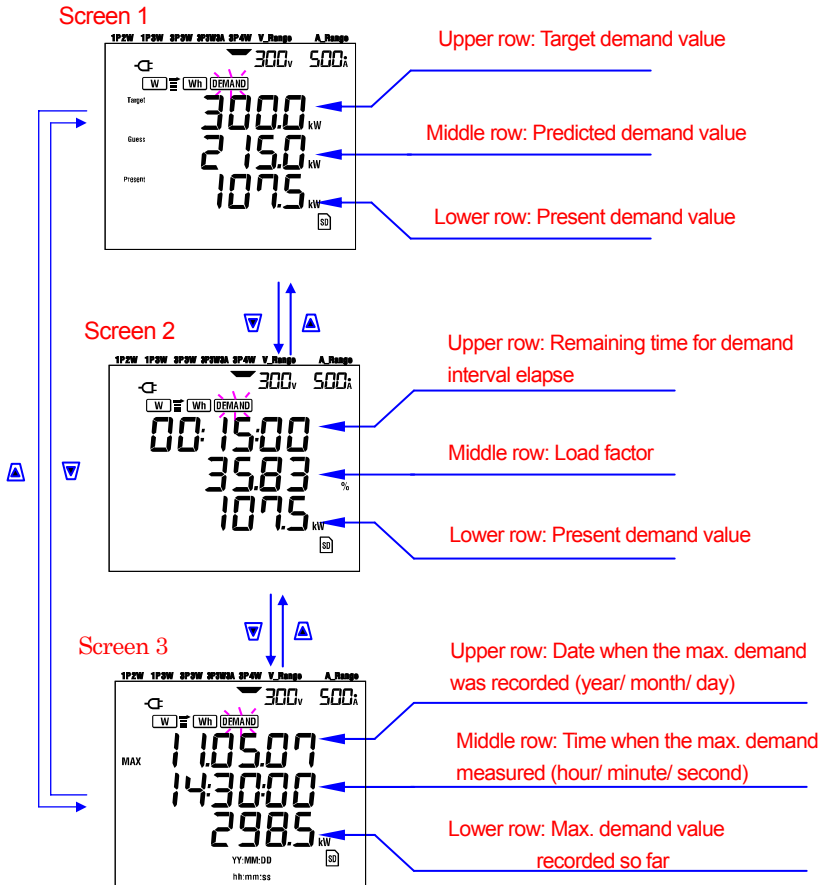 Screen 1
1P2W 1P3W 3P3W 3P3W3A 3P4W V_Range A_Range
300V 500A
W Wh DEMAND
Target 300.0 kW
Guess 215.0 kW
Present 107.5 kW
SD
Upper row: Target demand value
Middle row: Predicted demand value
Lower row: Present demand value
Screen 2
1P2W 1P3W 3P3W 3P3W3A 3P4W V_Range A_Range
300V 500A
W Wh DEMAND
00:15:00
35.83 %
107.5 kW
SD
Upper row: Remaining time for demand
interval elapse
Middle row: Load factor
Lower row: Present demand value
Screen 3
1P2W 1P3W 3P3W 3P3W3A 3P4W V_Range A_Range
300V 500A
W Wh DEMAND
MAX 11.05.07
14:30:00
298.5 kW
YY:MM:DD SD
hh:mm:ss
Upper row: Date when the max. demand
was recorded (year/ month/ day)
Middle row: Time when the max. demand
measured (hour/ minute/ second)
Lower row: Max. demand value
recorded so far